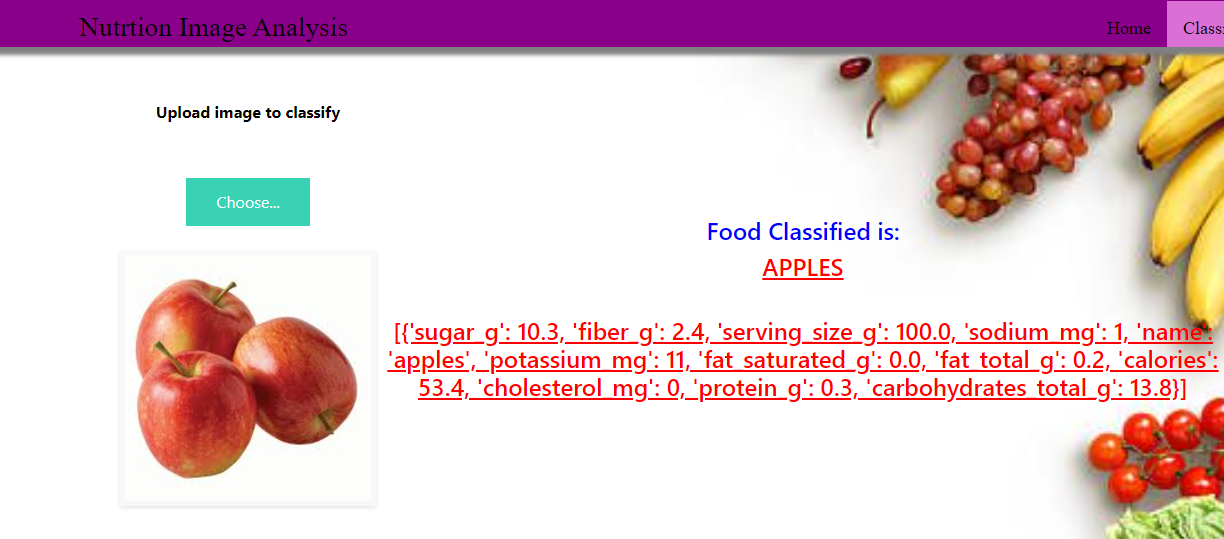 Nutrtion Image Analysis
Home
Upload image to classify
Choose...
Food Classified is:
APPLES
[{'sugar_g': 10.3, 'fiber_g': 2.4, 'serving_size_g': 100.0, 'sodium_mg': 1, 'name':
'apples', 'potassium_mg': 11, 'fat_saturated_g': 0.0, 'fat_total_g': 0.2, 'calories':
53.4, 'cholesterol_mg': 0, 'protein_g': 0.3, 'carbohydrates_total_g': 13.8}]